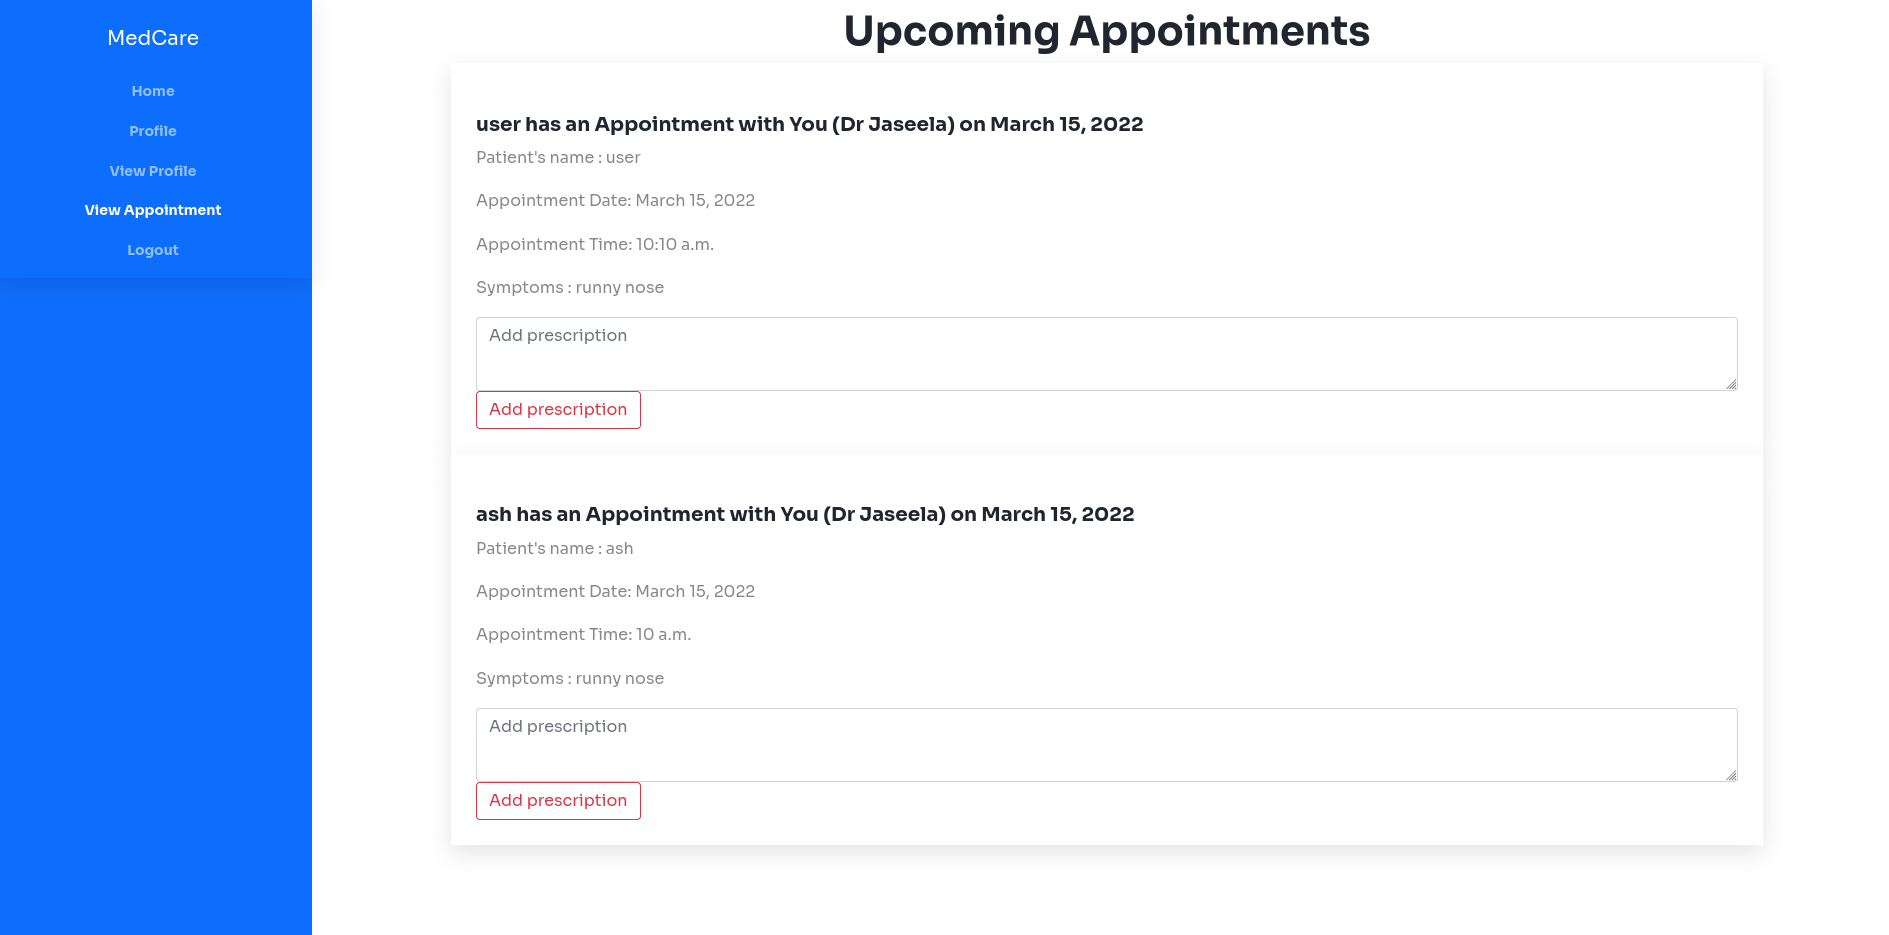 MedCare
Home
Profile
View Profile
View Appointment
Logout
Upcoming Appointments
user has an Appointment with You (Dr Jaseela) on March 15, 2022
Patient's name : user
Appointment Date: March 15, 2022
Appointment Time: 10:10 a.m.
Symptoms : runny nose
Add prescription
Add prescription
ash has an Appointment with You (Dr Jaseela) on March 15, 2022
Patient's name : ash
Appointment Date: March 15, 2022
Appointment Time: 10 a.m.
Symptoms : runny nose
Add prescription
Add prescription